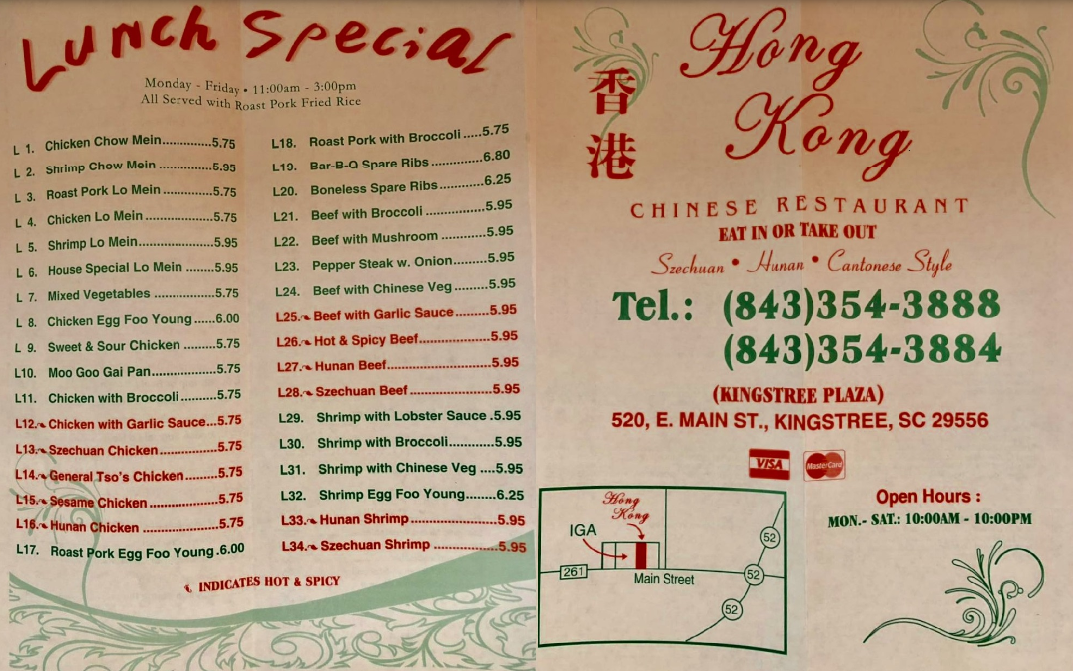 Lunch Special
Monday - Friday • 11:00am - 3:00pm
All Served with Roast Pork Fried Rice
L 1. Chicken Chow Mein.............5.75
L 2. Shrimp Chow Mein .............5.95
L 3. Roast Pork Lo Mein ............5.75
L 4. Chicken Lo Mein ................5.75
L 5. Shrimp Lo Mein..................5.95
L 6. House Special Lo Mein .......5.95
L 7. Mixed Vegetables ...............5.75
L 8. Chicken Egg Foo Young .....6.00
L 9. Sweet & Sour Chicken ........5.75
L10. Moo Goo Gai Pan...............5.75
L11. Chicken with Broccoli..........5.75
L12. Chicken with Garlic Sauce...5.75
L13. Szechuan Chicken..............5.75
L14. General Tso's Chicken........5.75
L15. Sesame Chicken ................5.75
L16. Hunan Chicken ..................5.75
L17. Roast Pork Egg Foo Young .6.00
L18. Roast Pork with Broccoli .....5.75
L19. Bar-B-Q Spare Ribs ............6.80
L20. Boneless Spare Ribs...........6.25
L21. Beef with Broccoli ..............5.95
L22. Beef with Mushroom ...........5.95
L23. Pepper Steak w. Onion........5.95
L24. Beef with Chinese Veg ........5.95
L25. Beef with Garlic Sauce ........5.95
L26. Hot & Spicy Beef.................5.95
L27. Hunan Beef.........................5.95
L28. Szechuan Beef....................5.95
L29. Shrimp with Lobster Sauce .5.95
L30. Shrimp with Broccoli............5.95
L31. Shrimp with Chinese Veg ....5.95
L32. Shrimp Egg Foo Young........6.25
L33. Hunan Shrimp .....................5.95
L34. Szechuan Shrimp ................5.95
INDICATES HOT & SPICY
香港
Hong
Kong
CHINESE RESTAURANT
EAT IN OR TAKE OUT
Szechuan • Hunan • Cantonese Style
Tel.: (843)354-3888
(843)354-3884
(KINGSTREE PLAZA)
520, E. MAIN ST., KINGSTREE, SC 29556
VISA MasterCard
Open Hours :
MON.- SAT.: 10:00AM - 10:00PM
Hong
Kong
IGA
52
261
Main Street
52
52